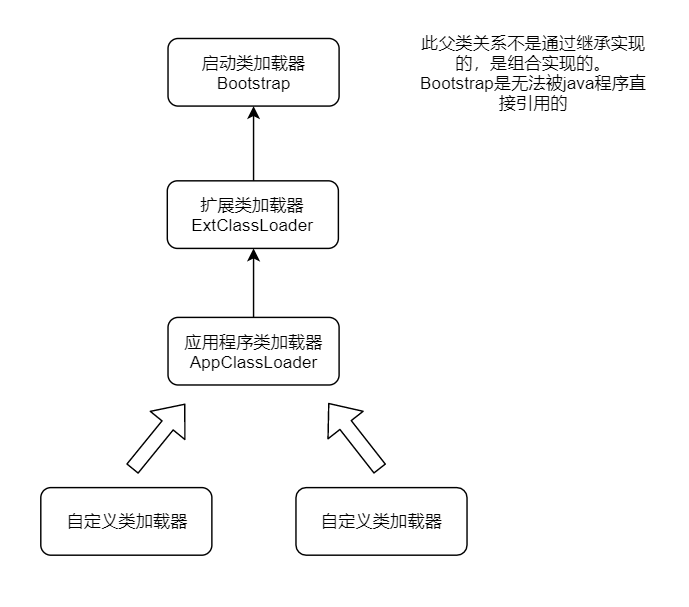 启动类加载器
Bootstrap
此父类关系不是通过继承实现
的，是组合实现的。
Bootstrap是无法被java程序直
接引用的
扩展类加载器
ExtClassLoader
应用程序类加载器
AppClassLoader
自定义类加载器
自定义类加载器